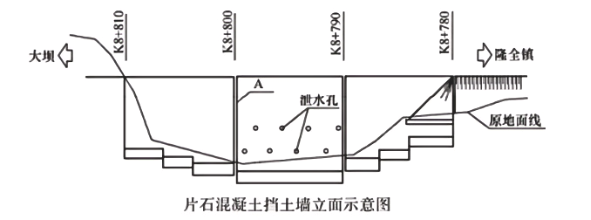 K8+810
K8+800
K8+790
K8+780
大坝
隆全镇
A
泄水孔
原地面线
片石混凝土挡土墙立面示意图